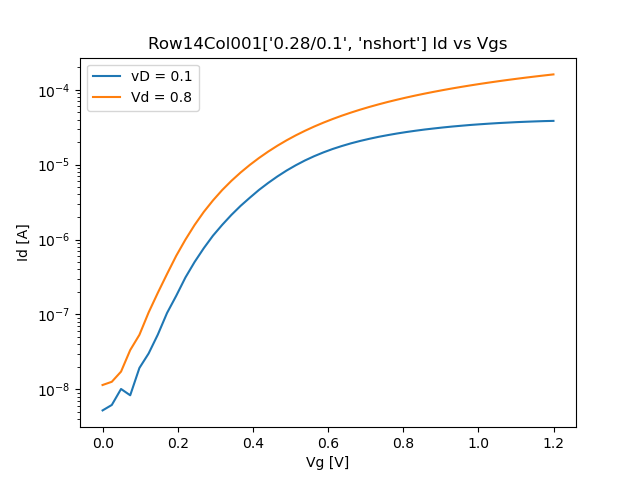 Row14Col001['0.28/0.1', 'nshort'] Id vs Vgs
vD = 0.1
Vd = 0.8
Id [A]
10⁻⁴
10⁻⁵
10⁻⁶
10⁻⁷
10⁻⁸
0.0 0.2 0.4 0.6 0.8 1.0 1.2
Vg [V]